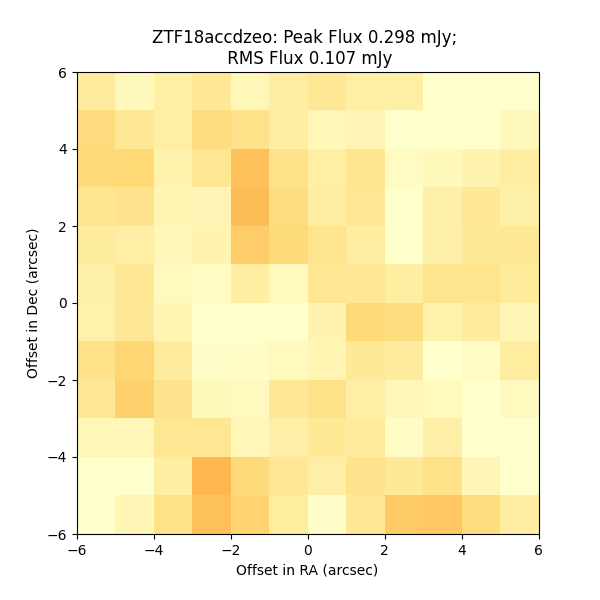 ZTF18accdzeo: Peak Flux 0.298 mJy;
RMS Flux 0.107 mJy
6
4
2
0
−2
−4
−6
Offset in Dec (arcsec)
−6 −4 −2 0 2 4 6
Offset in RA (arcsec)